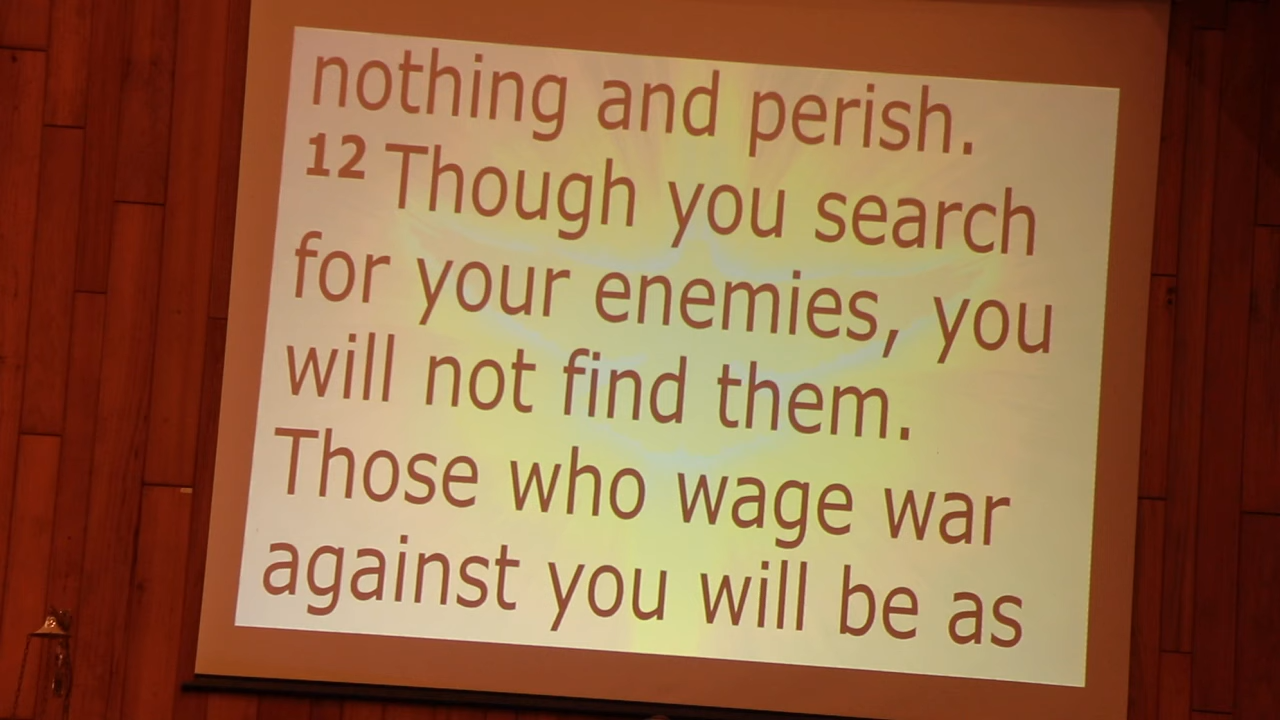 nothing and perish.
12 Though you search
for your enemies, you
will not find them.
Those who wage war
against you will be as